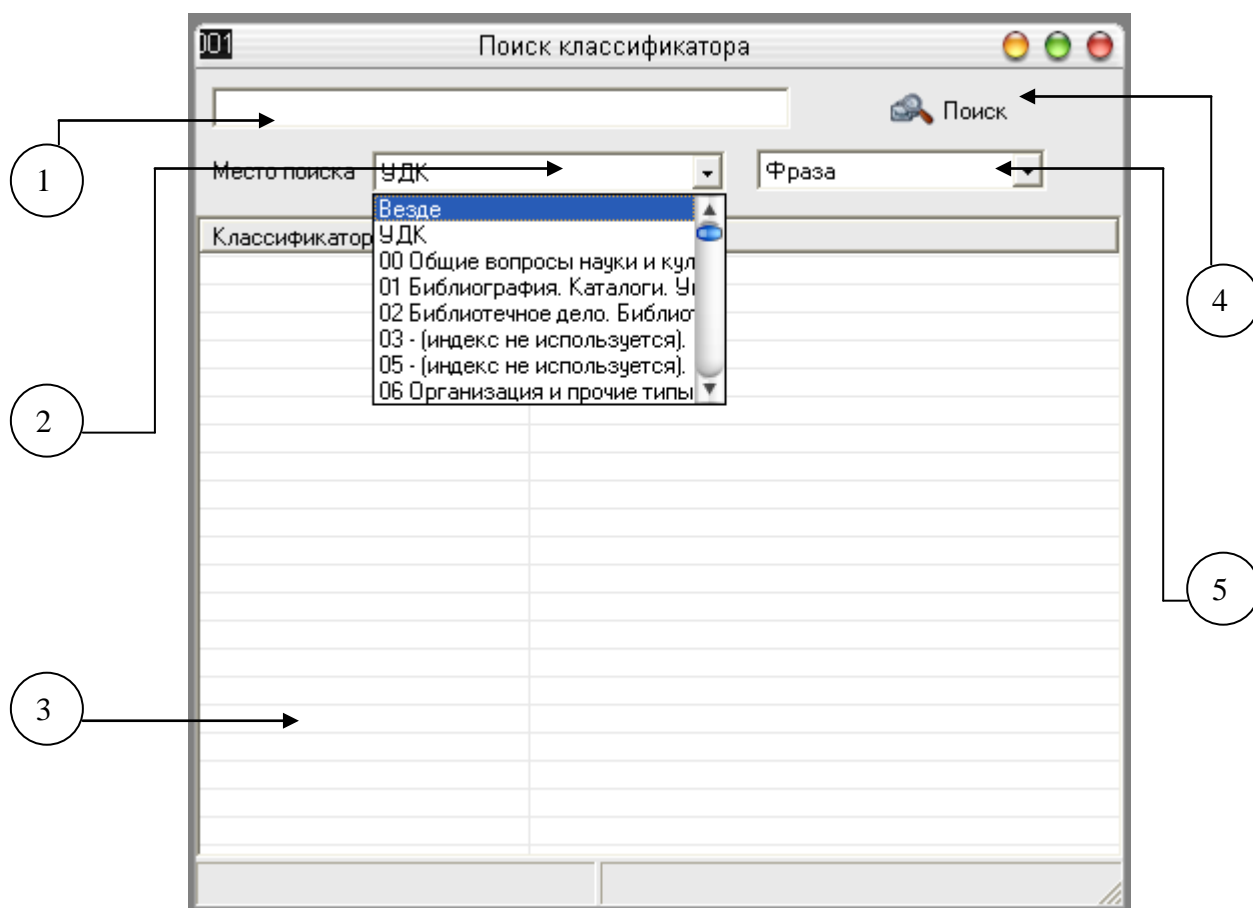 001 Поиск классификатора
Поиск
1
4
Место поиска УДК Фраза
Везде
Классификатор УДК
00 Общие вопросы науки и кул
01 Библиография. Каталоги. Ук
02 Библиотечное дело. Библиот
03 - (индекс не используется).
05 - (индекс не используется).
06 Организация и прочие типы
2
5
3